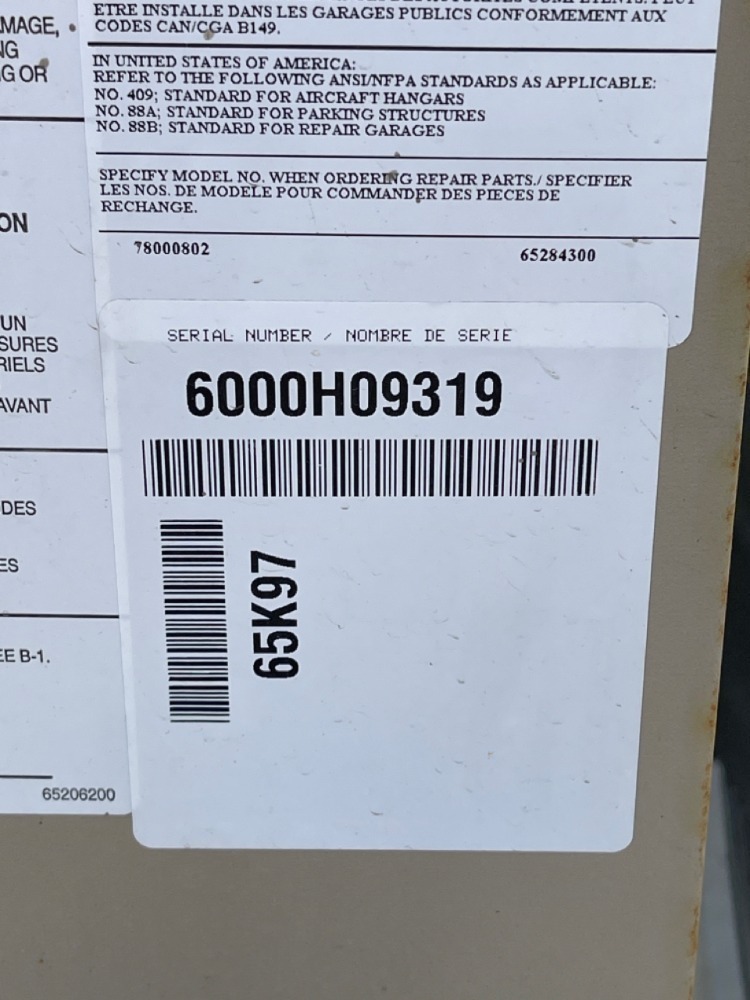 MAGE, •
NG
G OR
ON
UN
SURES
RIELS
AVANT
DES
ES
EE B-1.
65206200
ETRE INSTALLE DANS LES GARAGES PUBLICS CONFORMEMENT AUX
CODES CAN/CGA B149.
IN UNITED STATES OF AMERICA:
REFER TO THE FOLLOWING ANSI/NFPA STANDARDS AS APPLICABLE:
NO. 409; STANDARD FOR AIRCRAFT HANGARS
NO. 88A; STANDARD FOR PARKING STRUCTURES
NO. 88B; STANDARD FOR REPAIR GARAGES
SPECIFY MODEL NO. WHEN ORDERING REPAIR PARTS./ SPECIFIER
LES NOS. DE MODELE POUR COMMANDER DES PIECES DE
RECHANGE.
78000802 65284300
SERIAL NUMBER / NOMBRE DE SERIE
6000H09319
65K97